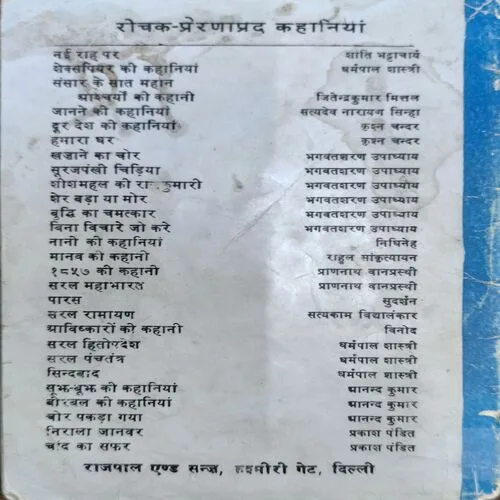 रोचक-प्रेरणाप्रद कहानियां
नई राह पर शांति भट्टाचार्य
शेक्सपियर की कहानियां धर्मपाल शास्त्री
संसार के सात महान
आश्चर्यों की कहानी जितेन्द्रकुमार मित्तल
जानने की कहानियां सत्यदेव नारायण सिन्हा
दूर देश की कहानियां कृश्न चन्दर
हमारा घर कृश्न चन्दर
खज़ाने का चोर भगवतशरण उपाध्याय
सूरजपंखी चिड़िया भगवतशरण उपाध्याय
शीशमहल की राजकुमारी भगवतशरण उपाध्याय
शेर बड़ा या मोर भगवतशरण उपाध्याय
बुद्धि का चमत्कार भगवतशरण उपाध्याय
बिना विचारे जो करे भगवतशरण उपाध्याय
नानी की कहानियां निधिनेह
मानव की कहानी राहुल सांकृत्यायन
१८५७ की कहानी प्राणनाथ वानप्रस्थी
सरल महाभारत प्राणनाथ वानप्रस्थी
पारस सुदर्शन
सरल रामायण सत्यकाम विद्यालंकार
आविष्कारों की कहानी विनोद
सरल हितोपदेश धर्मपाल शास्त्री
सरल पंचतंत्र धर्मपाल शास्त्री
सिन्दबाद धर्मपाल शास्त्री
सूझ-बूझ की कहानियां आनन्द कुमार
बीरबल की कहानियां आनन्द कुमार
चोर पकड़ा गया आनन्द कुमार
निराला जानवर प्रकाश पंडित
चांद का सफर प्रकाश पंडित
राजपाल एण्ड सन्ज़, कश्मीरी गेट, दिल्ली